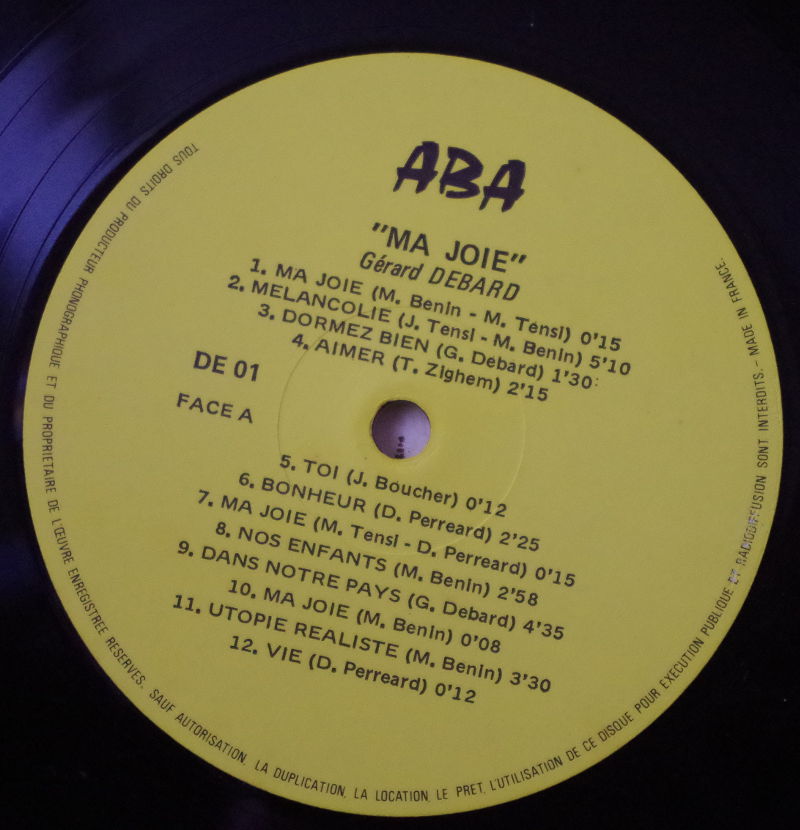 ABA
"MA JOIE"
Gérard DEBARD
1. MA JOIE (M. Benin - M. Tensi) 0'15
2. MELANCOLIE (J. Tensi - M. Benin) 5'10
3. DORMEZ BIEN (G. Debard) 1'30
4. AIMER (T. Zighem) 2'15
DE 01
FACE A
5. TOI (J. Boucher) 0'12
6. BONHEUR (D. Perreard) 2'25
7. MA JOIE (M. Tensi - D. Perreard) 0'15
8. NOS ENFANTS (M. Benin) 2'58
9. DANS NOTRE PAYS (G. Debard) 4'35
10. MA JOIE (M. Benin) 0'08
11. UTOPIE REALISTE (M. Benin) 3'30
12. VIE (D. Perreard) 0'12
TOUS DROITS DU PRODUCTEUR PHONOGRAPHIQUE ET DU PROPRIETAIRE DE L'ŒUVRE ENREGISTREE RESERVES. SAUF AUTORISATION, LA DUPLICATION, LA LOCATION, LE PRET, L'UTILISATION DE CE DISQUE POUR EXECUTION PUBLIQUE ET RADIODIFFUSION SONT INTERDITS. - MADE IN FRANCE.